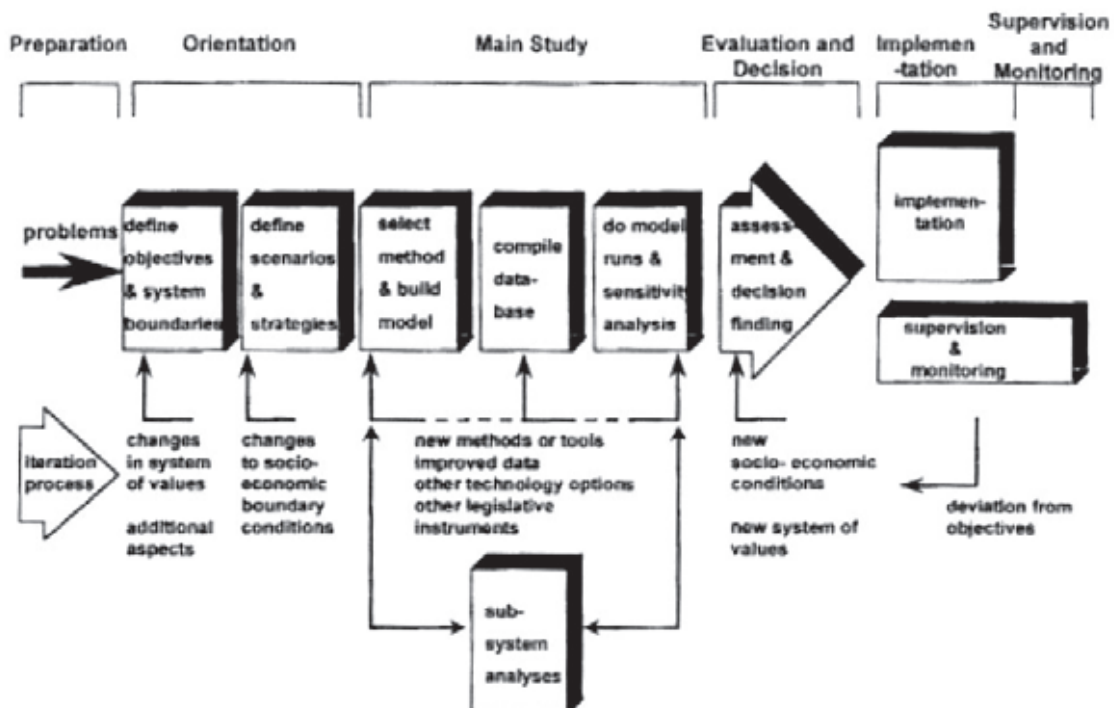 Preparation
Orientation
Main Study
Evaluation and
Decision
Implemen
-tation
Supervision
and
Monitoring
problems
define
objectives
& system
boundaries
define
scenarios
&
strategies
select
method
& build
model
compile
data-
base
do model
runs &
sensitivity
analysis
assess-
ment &
decision
finding
implemen-
tation
supervision
&
monitoring
iteration
process
changes
in system
of values
additional
aspects
changes
to socio-
economic
boundary
conditions
new methods or tools
improved data
other technology options
other legislative
instruments
new
socio- economic
conditions
new system of
values
deviation from
objectives
sub-
system
analyses